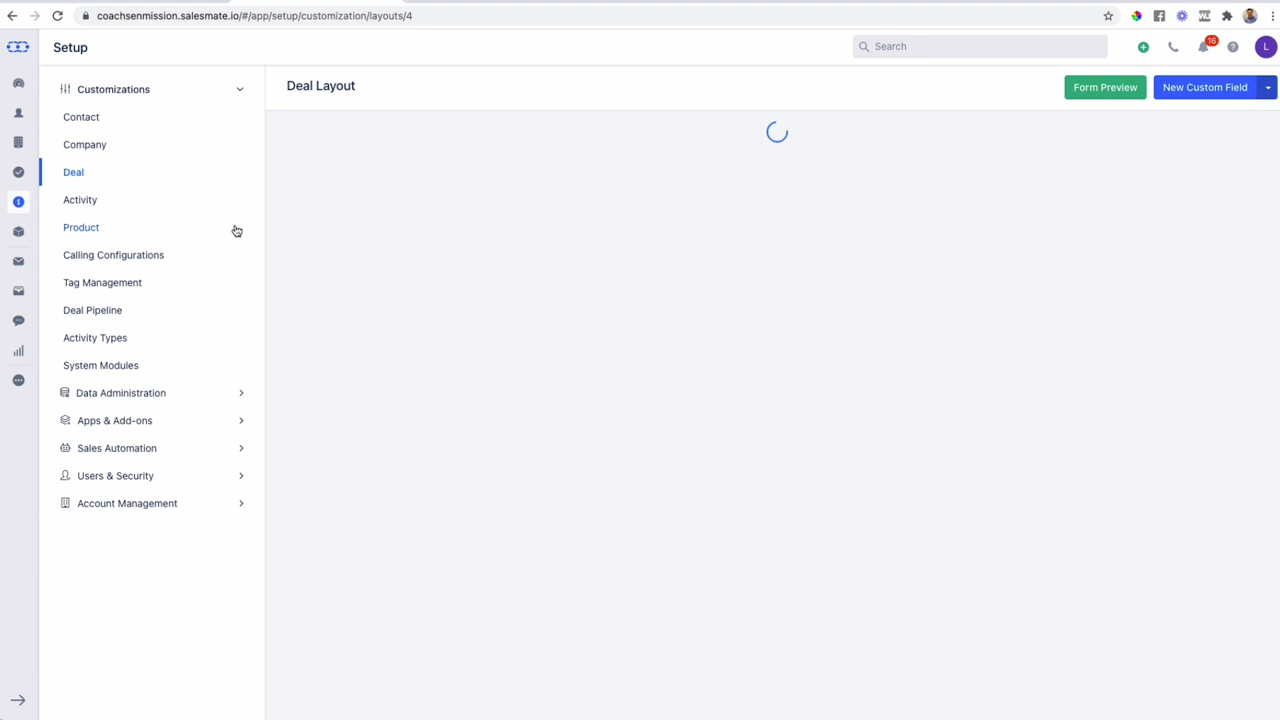 coachsenmission.salesmate.io/#/app/setup/customization/layouts/4
Setup
Search
16
L
Customizations
Contact
Company
Deal
Activity
Product
Calling Configurations
Tag Management
Deal Pipeline
Activity Types
System Modules
Data Administration
Apps & Add-ons
Sales Automation
Users & Security
Account Management
Deal Layout
Form Preview
New Custom Field